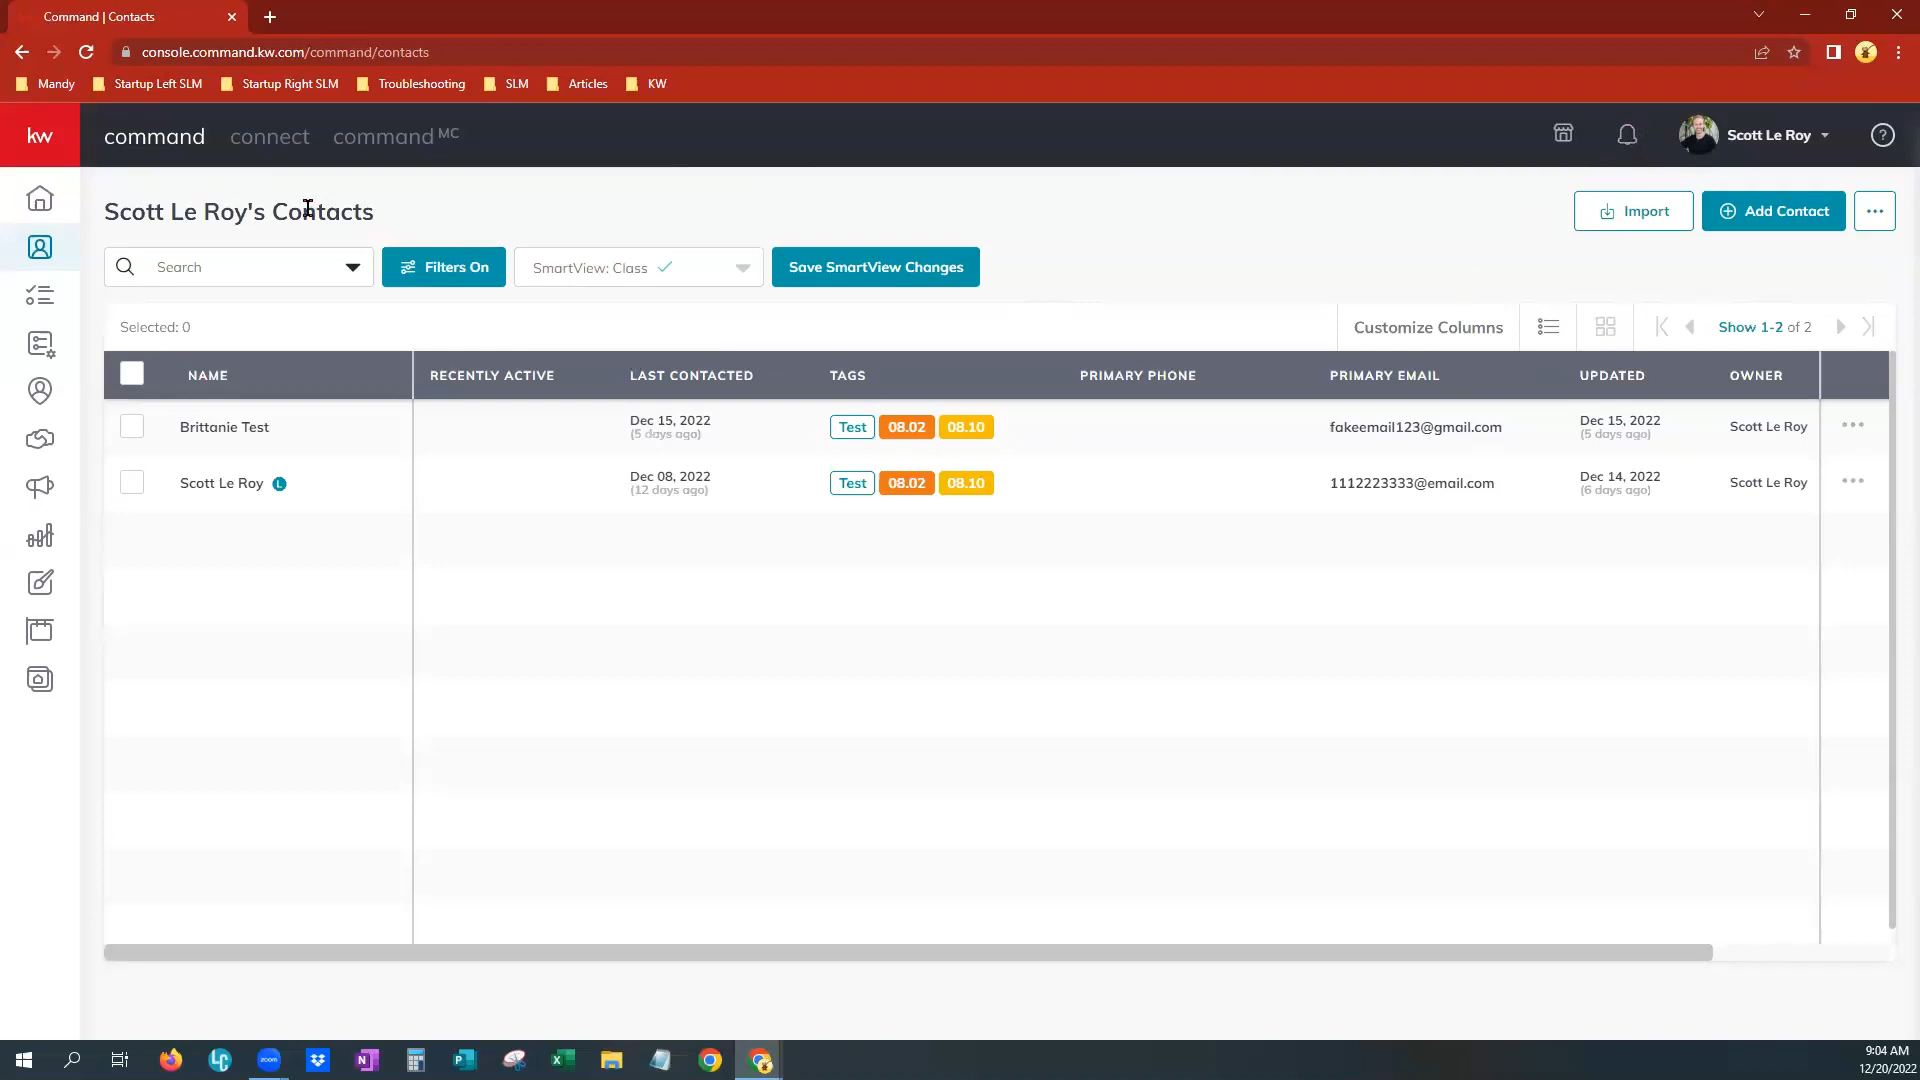 Command | Contacts
console.command.kw.com/command/contacts
Mandy Startup Left SLM Startup Right SLM Troubleshooting SLM Articles KW
kw command connect command MC Scott Le Roy ?
Scott Le Roy's Contacts Import Add Contact ...
Search Filters On SmartView: Class Save SmartView Changes
Selected: 0 Customize Columns Show 1-2 of 2
NAME RECENTLY ACTIVE LAST CONTACTED TAGS PRIMARY PHONE PRIMARY EMAIL UPDATED OWNER
Brittanie Test Dec 15, 2022 Test 08.02 08.10 fakeemail123@gmail.com Dec 15, 2022 Scott Le Roy
(5 days ago) (5 days ago)
Scott Le Roy L Dec 08, 2022 Test 08.02 08.10 1112223333@email.com Dec 14, 2022 Scott Le Roy
(12 days ago) (6 days ago)
LC zoom N P X
9:04 AM
12/20/2022